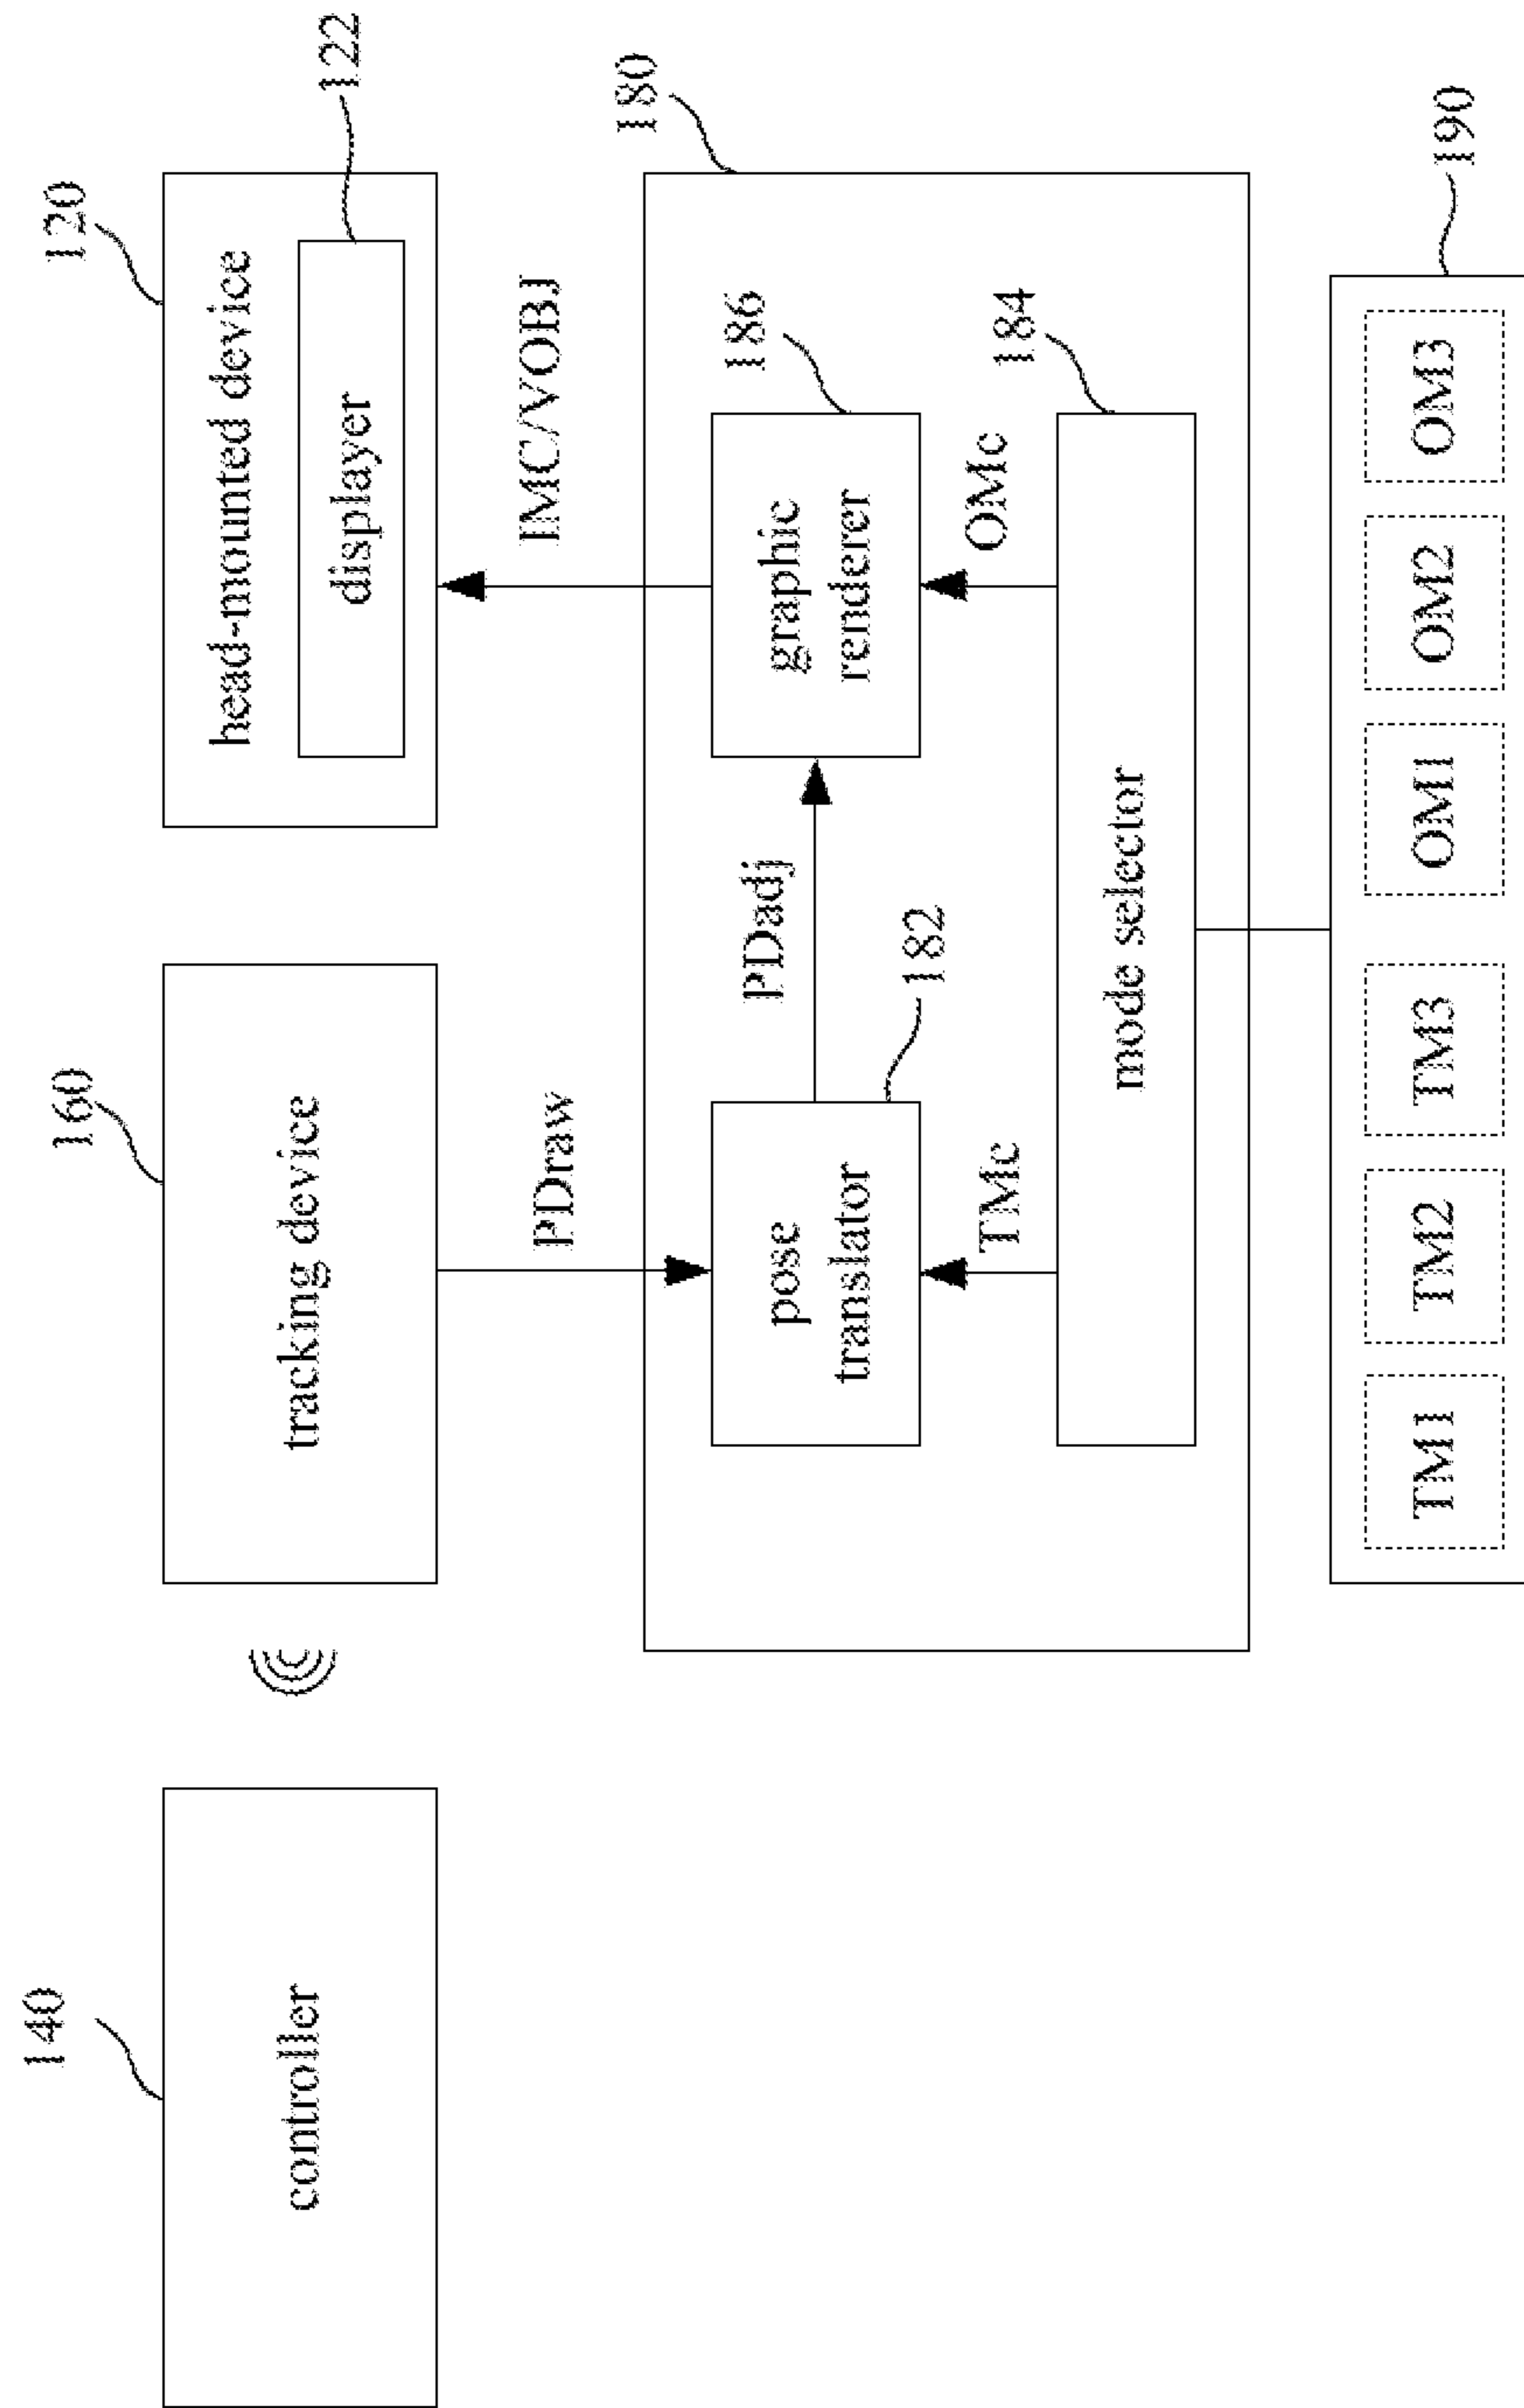 140
controller
160
tracking device
120
head-mounted device
displayer
122
PDraw
IMC/VOBJ
180
pose
translator
182
PDadj
graphic
renderer
186
TMc
OMc
184
mode selector
TM1
TM2
TM3
OM1
OM2
OM3
190